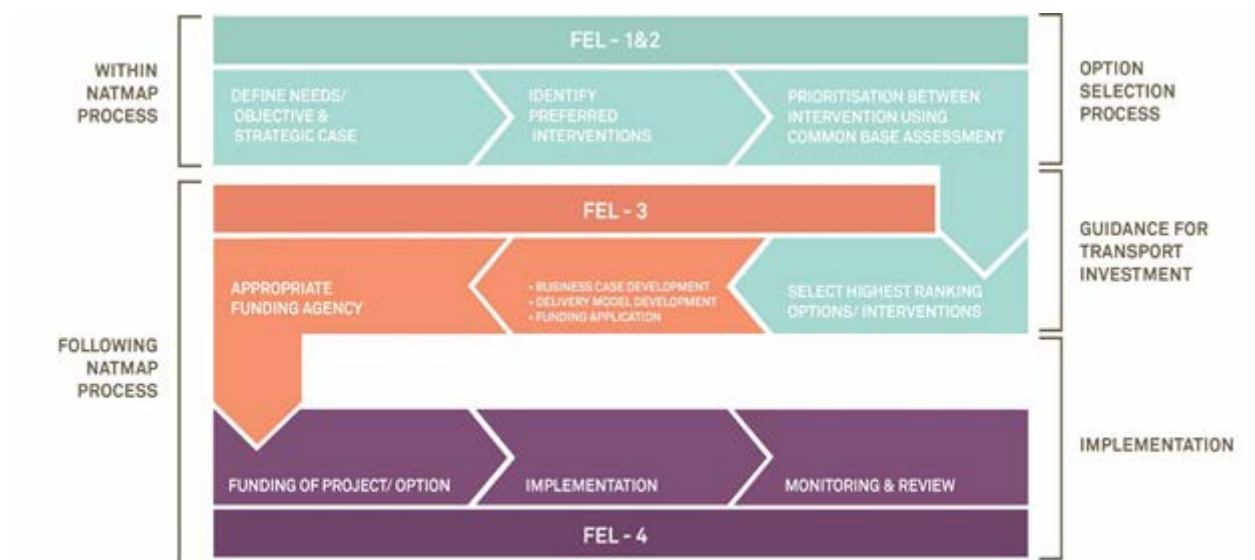 WITHIN
NATMAP
PROCESS
FEL - 1&2
DEFINE NEEDS/
OBJECTIVE &
STRATEGIC CASE
IDENTIFY
PREFERRED
INTERVENTIONS
PRIORITISATION BETWEEN
INTERVENTION USING
COMMON BASE ASSESSMENT
OPTION
SELECTION
PROCESS
FOLLOWING
NATMAP
PROCESS
FEL - 3
APPROPRIATE
FUNDING AGENCY
• BUSINESS CASE DEVELOPMENT
• DELIVERY MODEL DEVELOPMENT
• FUNDING APPLICATION
SELECT HIGHEST RANKING
OPTIONS/ INTERVENTIONS
GUIDANCE FOR
TRANSPORT
INVESTMENT
FUNDING OF PROJECT/ OPTION
IMPLEMENTATION
MONITORING & REVIEW
FEL - 4
IMPLEMENTATION